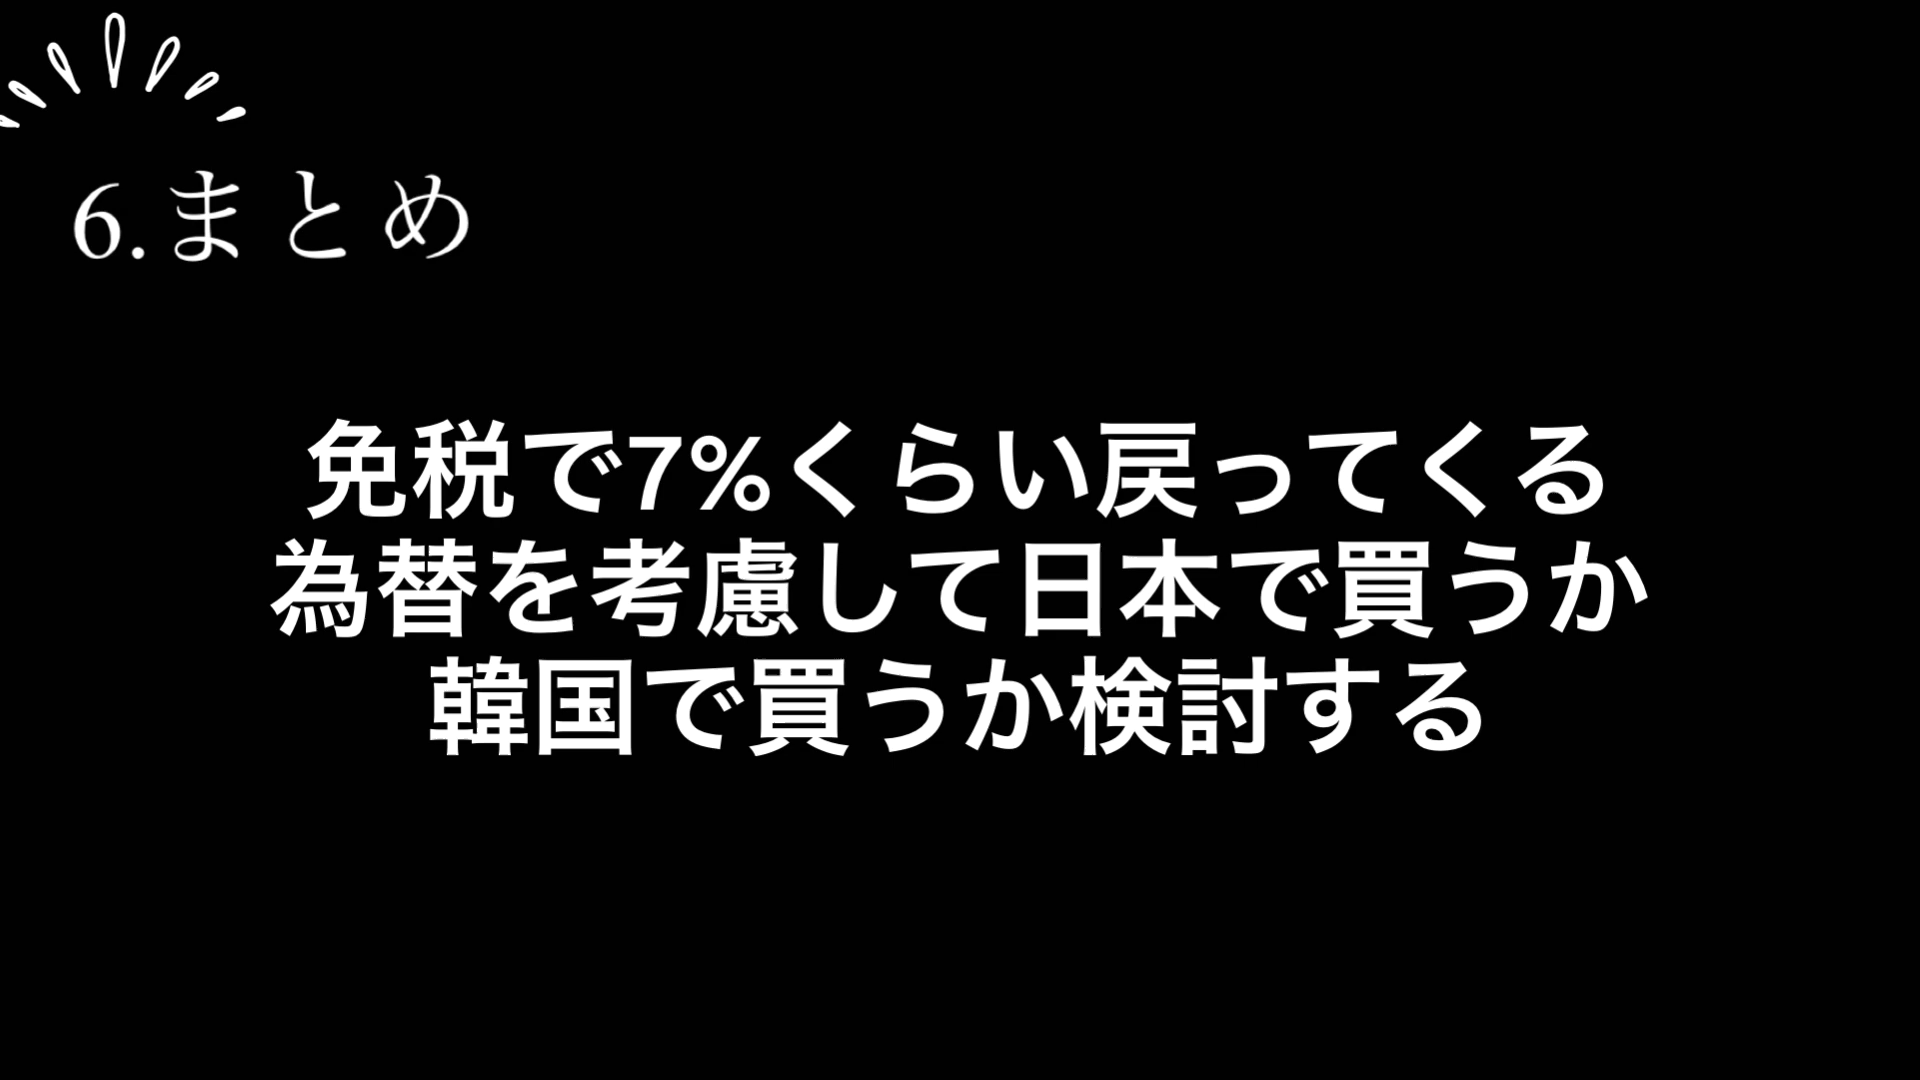 6.まとめ
免税で7%くらい戻ってくる
為替を考慮して日本で買うか
韓国で買うか検討する